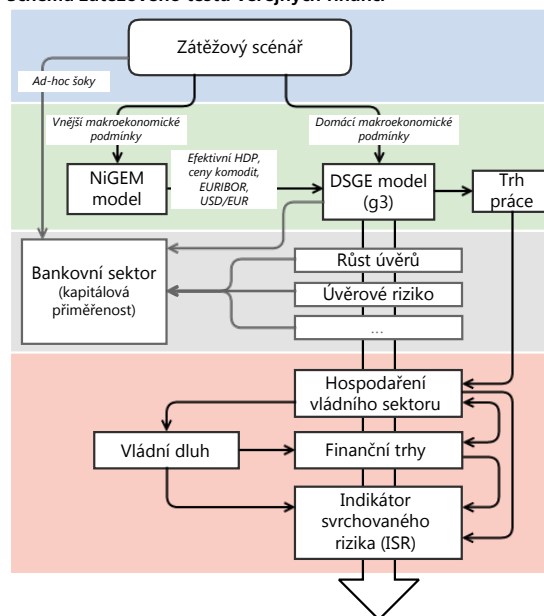 Schéma zátěžového testu veřejných financí
Zátěžový scénář
Ad-hoc šoky
Vnější makroekonomické
podmínky
Domácí makroekonomické
podmínky
NiGEM
model
Efektivní HDP,
ceny komodit,
EURIBOR,
USD/EUR
DSGE model
(g3)
Trh
práce
Bankovní sektor
(kapitálová
přiměřenost)
Růst úvěrů
Úvěrové riziko
...
Hospodaření
vládního sektoru
Vládní dluh
Finanční trhy
Indikátor
svrchovaného
rizika (ISR)